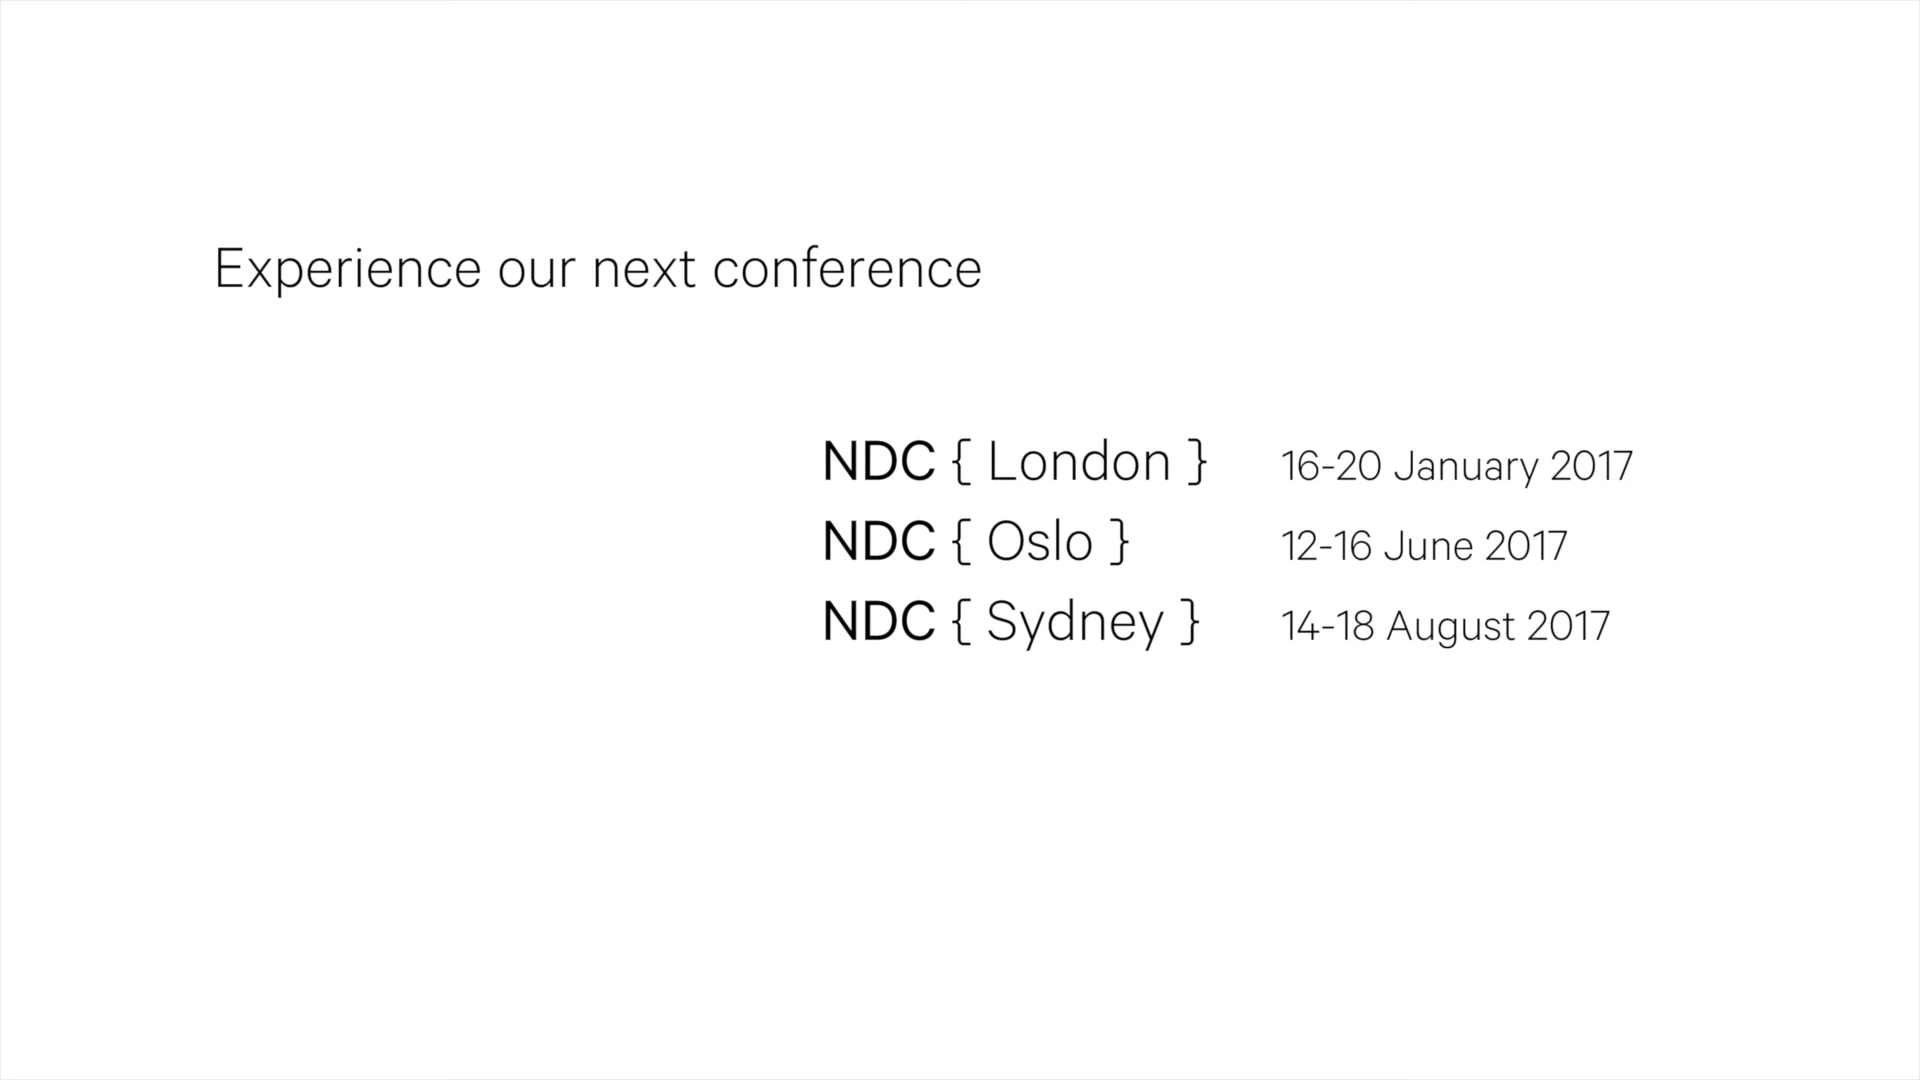 Experience our next conference
NDC { London } 16-20 January 2017
NDC { Oslo } 12-16 June 2017
NDC { Sydney } 14-18 August 2017